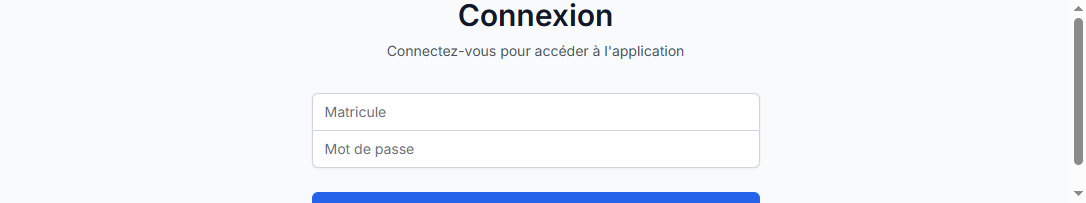 Connexion
Connectez-vous pour accéder à l'application
Matricule
Mot de passe